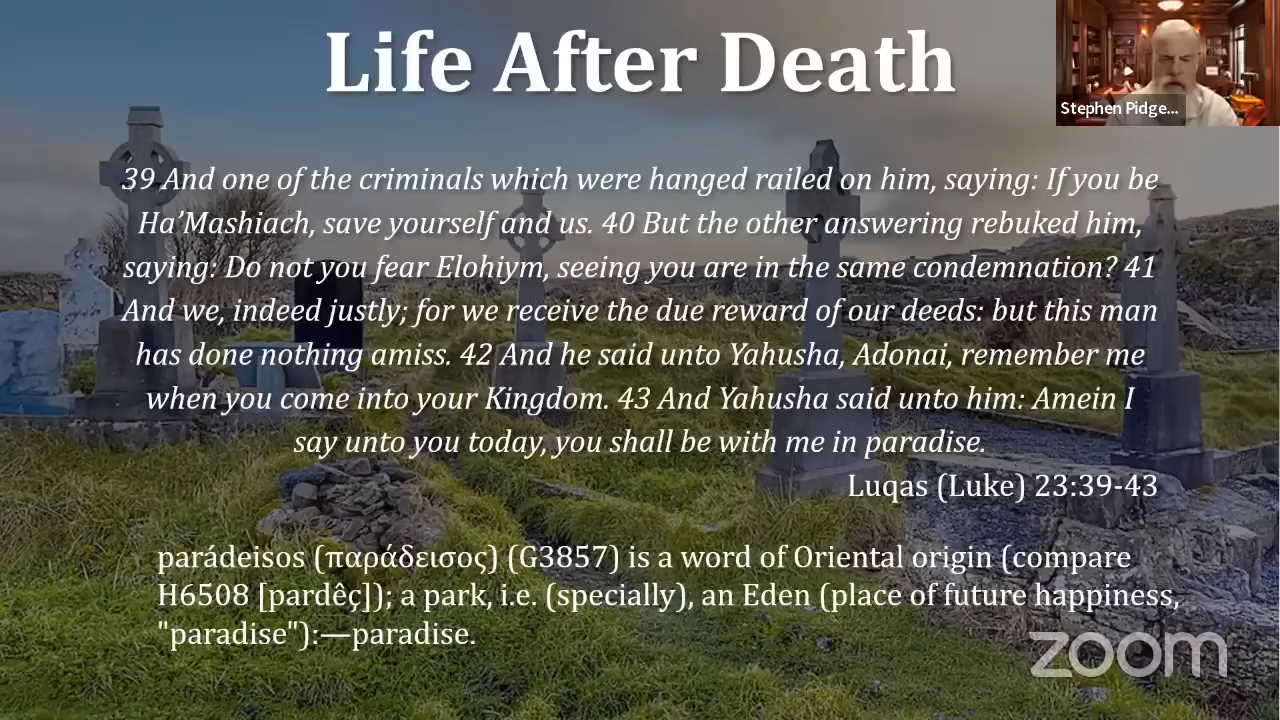 Life After Death
Stephen Pidge...
39 And one of the criminals which were hanged railed on him, saying: If you be
Ha’Mashiach, save yourself and us. 40 But the other answering rebuked him,
saying: Do not you fear Elohiym, seeing you are in the same condemnation? 41
And we, indeed justly; for we receive the due reward of our deeds: but this man
has done nothing amiss. 42 And he said unto Yahusha, Adonai, remember me
when you come into your Kingdom. 43 And Yahusha said unto him: Amein I
say unto you today, you shall be with me in paradise.
Luqas (Luke) 23:39-43
parádeisos (παράδεισος) (G3857) is a word of Oriental origin (compare
H6508 [pardêç]); a park, i.e. (specially), an Eden (place of future happiness,
"paradise"):—paradise.
zoom